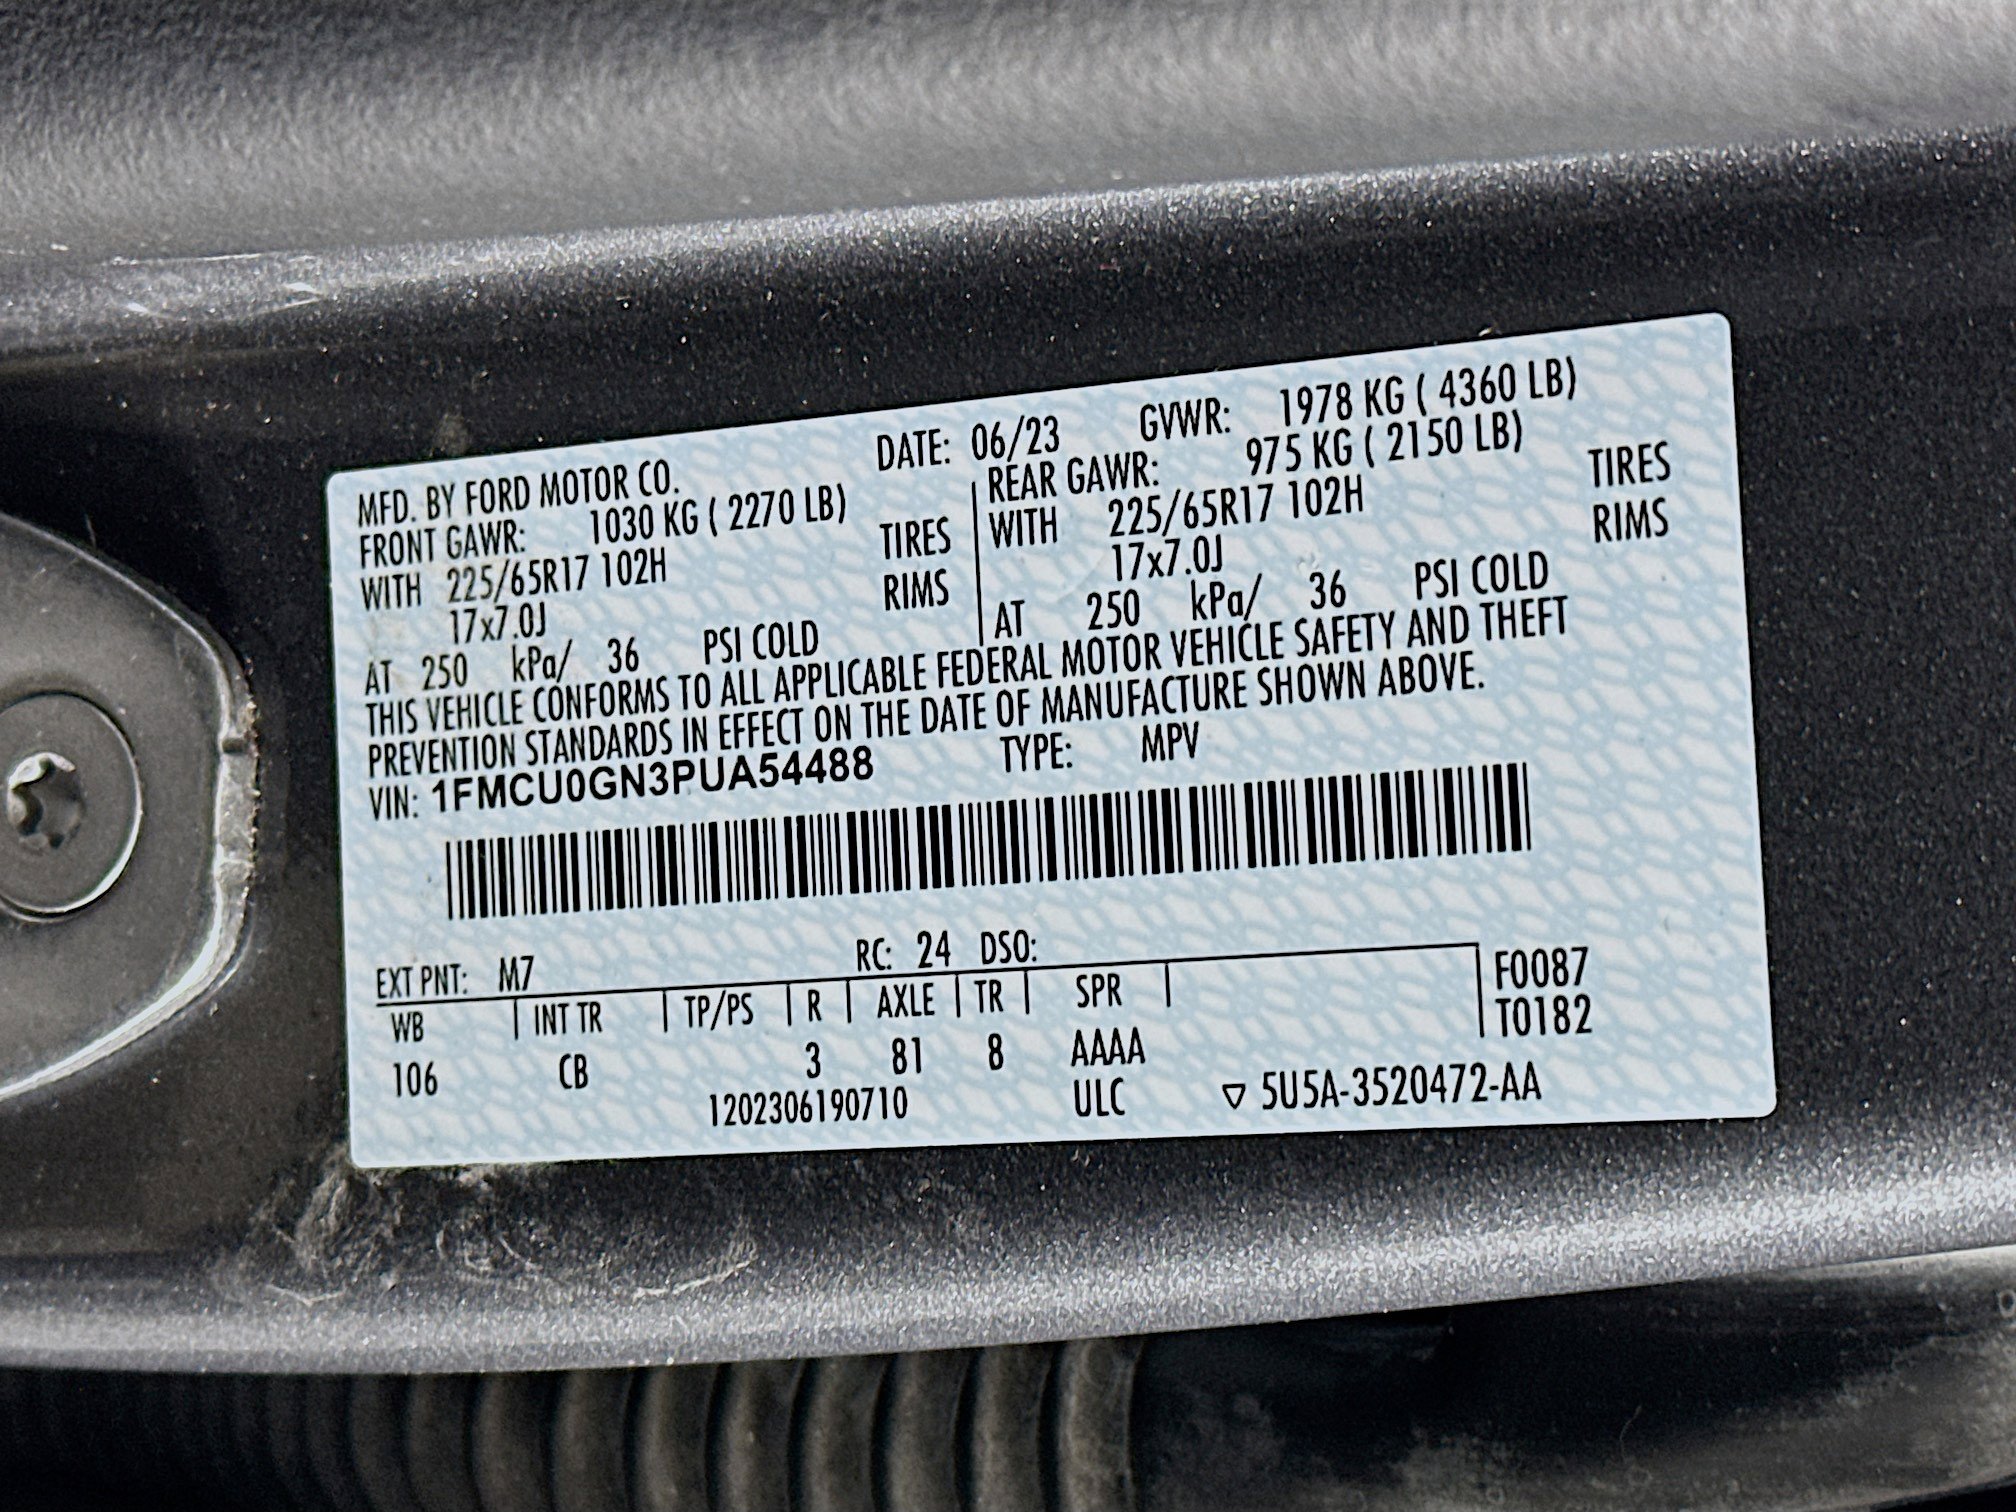 MFD. BY FORD MOTOR CO. DATE: 06/23 GVWR: 1978 KG ( 4360 LB)
FRONT GAWR: 1030 KG ( 2270 LB) REAR GAWR: 975 KG ( 2150 LB)
WITH 225/65R17 102H TIRES WITH 225/65R17 102H TIRES
17x7.0J RIMS 17x7.0J RIMS
AT 250 kPa/ 36 PSI COLD AT 250 kPa/ 36 PSI COLD
THIS VEHICLE CONFORMS TO ALL APPLICABLE FEDERAL MOTOR VEHICLE SAFETY AND THEFT
PREVENTION STANDARDS IN EFFECT ON THE DATE OF MANUFACTURE SHOWN ABOVE.
VIN: 1FMCU0GN3PUA54488 TYPE: MPV
EXT PNT: M7 RC: 24 DSO: F0087
WB INT TR TP/PS R AXLE TR SPR T0182
106 CB 3 81 8 AAAA
1202306190710 ULC ▽ 5U5A-3520472-AA